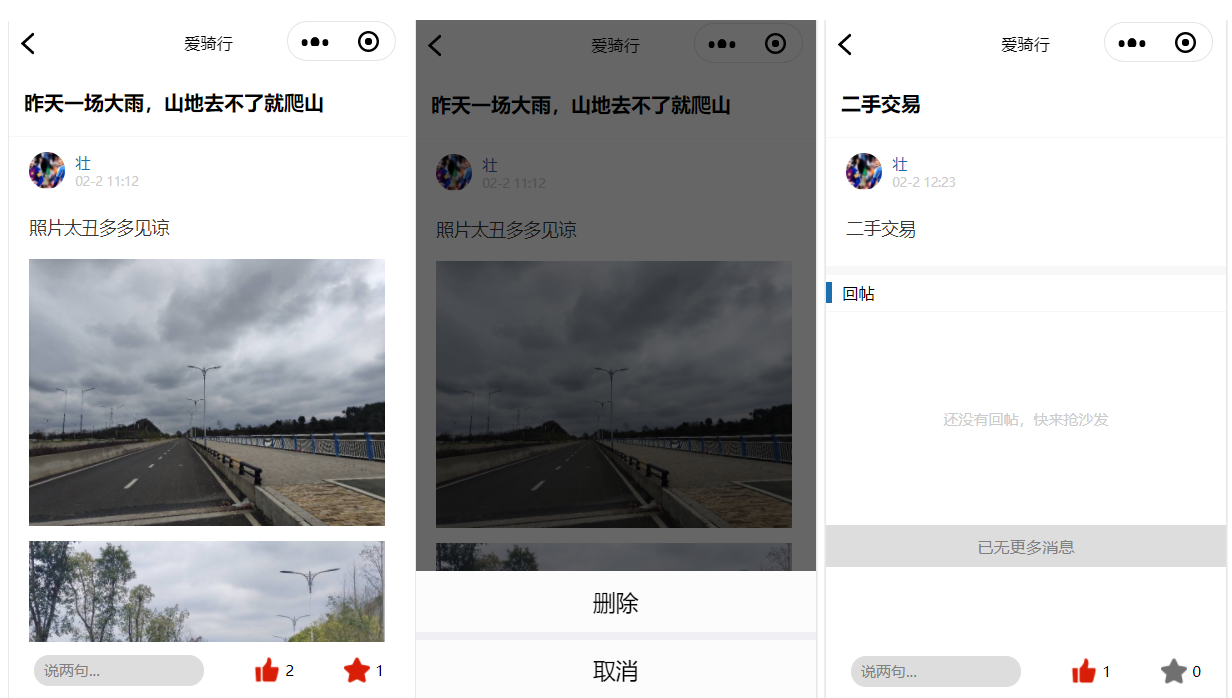 爱骑行
昨天一场大雨，山地去不了就爬山
壮
02-2 11:12
照片太丑多多见谅
说两句...
2
1
爱骑行
昨天一场大雨，山地去不了就爬山
壮
02-2 11:12
照片太丑多多见谅
删除
取消
爱骑行
二手交易
壮
02-2 12:23
二手交易
回帖
还没有回帖，快来抢沙发
已无更多消息
说两句...
1
0